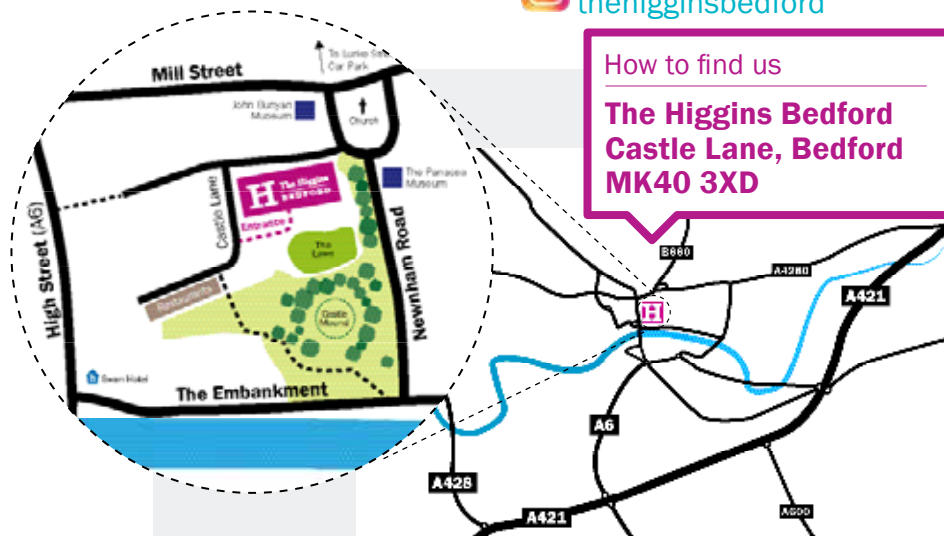 thehigginsbedford
How to find us
The Higgins Bedford
Castle Lane, Bedford
MK40 3XD
Mill Street
To Lurke Street
Car Park
John Bunyan
Museum
Church
The Panacea
Museum
H The Higgins
BEDFORD
Entrance
Castle Lane
High Street (A6)
Newnham Road
The
Lawn
Restaurants
Castle
Mound
Swan Hotel
The Embankment
B660
A4280
A421
H
A6
A428
A421
A600